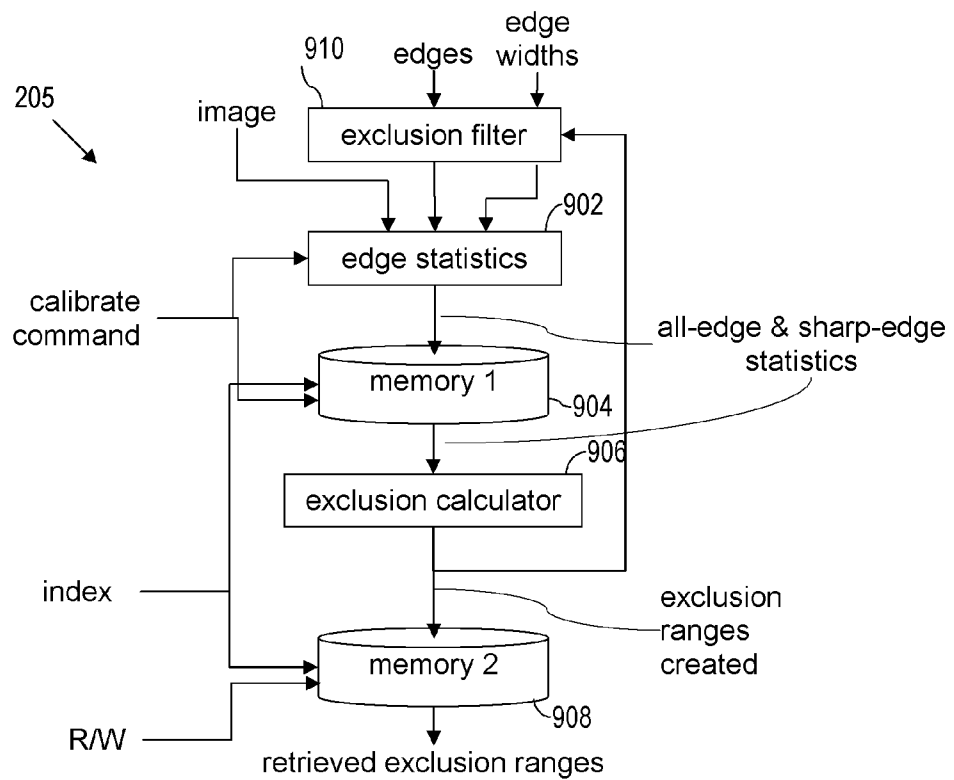 910
edges
edge
widths
205
image
exclusion filter
902
edge statistics
calibrate
command
all-edge & sharp-edge
statistics
memory 1
904
906
exclusion calculator
index
exclusion
ranges
created
memory 2
908
R/W
retrieved exclusion ranges